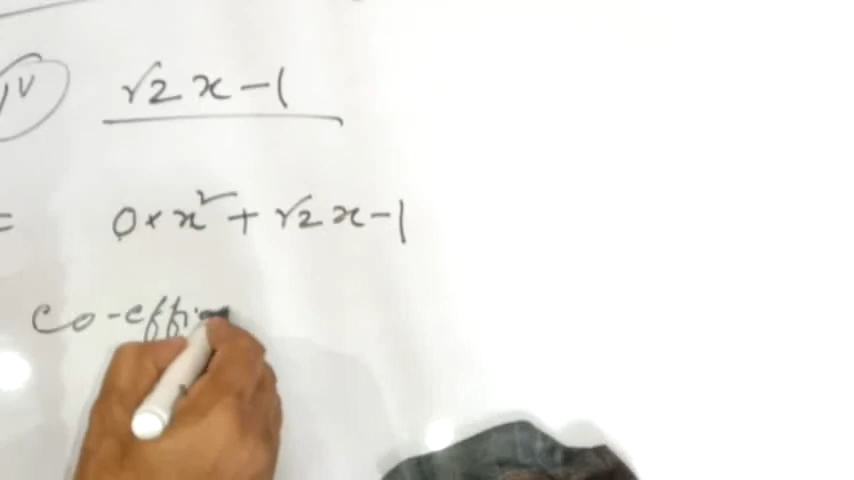 IV √2 x - 1
= 0 × x² + √2 x - 1
Co-effi